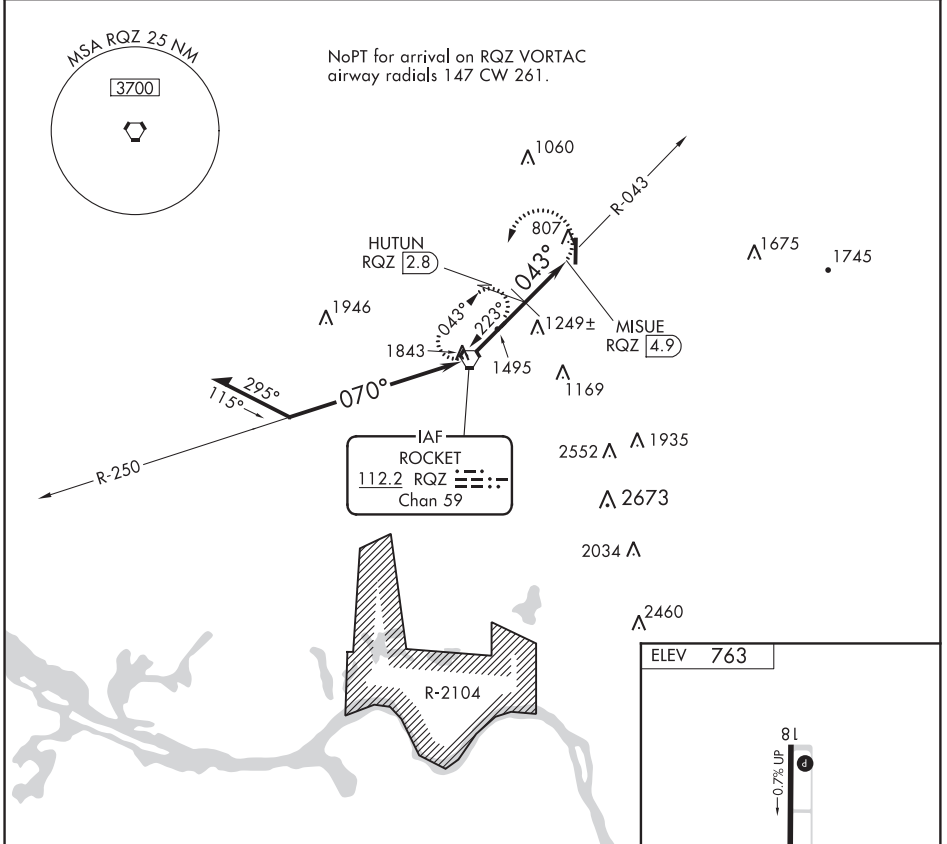 MSA RQZ 25 NM
3700
NoPT for arrival on RQZ VORTAC
airway radials 147 CW 261.
1060
R-043
807
HUTUN
RQZ 2.8
043°
1675
1745
1946
043°
223°
1249±
MISUE
RQZ 4.9
1843
1495
1169
295°
115°
070°
R-250
IAF
ROCKET
112.2 RQZ
Chan 59
2552
1935
2673
2034
2460
R-2104
ELEV 763
18
0.7% UP
P